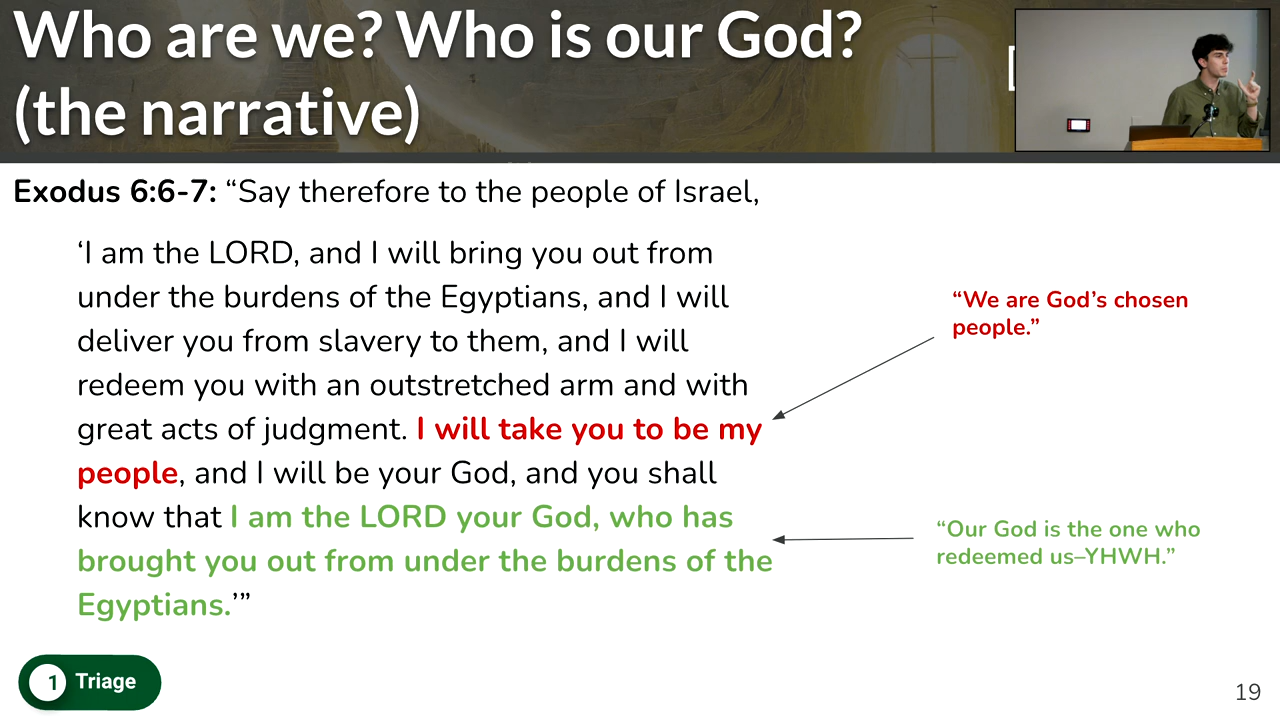 Who are we? Who is our God?
(the narrative)
Exodus 6:6-7: “Say therefore to the people of Israel,
‘I am the LORD, and I will bring you out from
under the burdens of the Egyptians, and I will
deliver you from slavery to them, and I will
redeem you with an outstretched arm and with
great acts of judgment. I will take you to be my
people, and I will be your God, and you shall
know that I am the LORD your God, who has
brought you out from under the burdens of the
Egyptians.’”
“We are God’s chosen
people.”
“Our God is the one who
redeemed us–YHWH.”
1 Triage
19